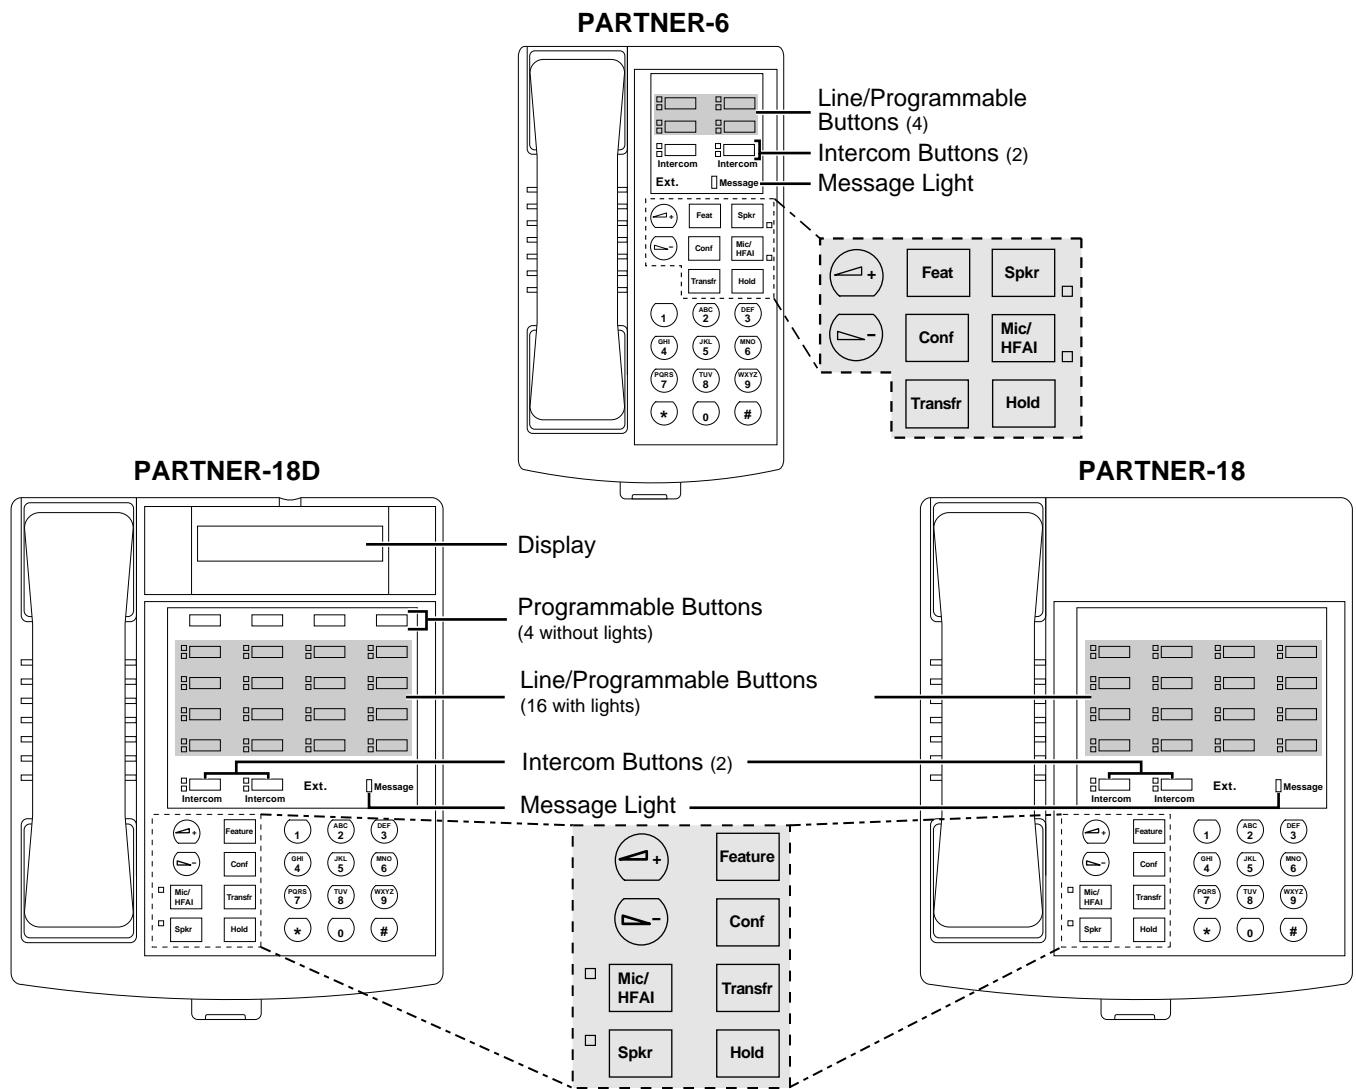 PARTNER-6
Line/Programmable
Buttons (4)
Intercom Buttons (2)
Message Light
Intercom Intercom
Ext. Message
+ Feat Spkr
− Conf Mic/
HFAI
Transfr Hold
1 ABC 2 DEF 3
GHI 4 JKL 5 MNO 6
PQRS 7 TUV 8 WXYZ 9
* 0 #
+ Feat Spkr
− Conf Mic/
HFAI
Transfr Hold
PARTNER-18D
PARTNER-18
Display
Programmable Buttons
(4 without lights)
Line/Programmable Buttons
(16 with lights)
Intercom Buttons (2)
Message Light
Intercom Intercom Ext. Message
+ Feature
− Conf
Mic/
HFAI Transfr
Spkr Hold
1 ABC 2 DEF 3
GHI 4 JKL 5 MNO 6
PQRS 7 TUV 8 WXYZ 9
* 0 #
+ Feature
− Conf
Mic/
HFAI Transfr
Spkr Hold
Intercom Intercom Ext. Message
+ Feature
− Conf
Mic/
HFAI Transfr
Spkr Hold
1 ABC 2 DEF 3
GHI 4 JKL 5 MNO 6
PQRS 7 TUV 8 WXYZ 9
* 0 #